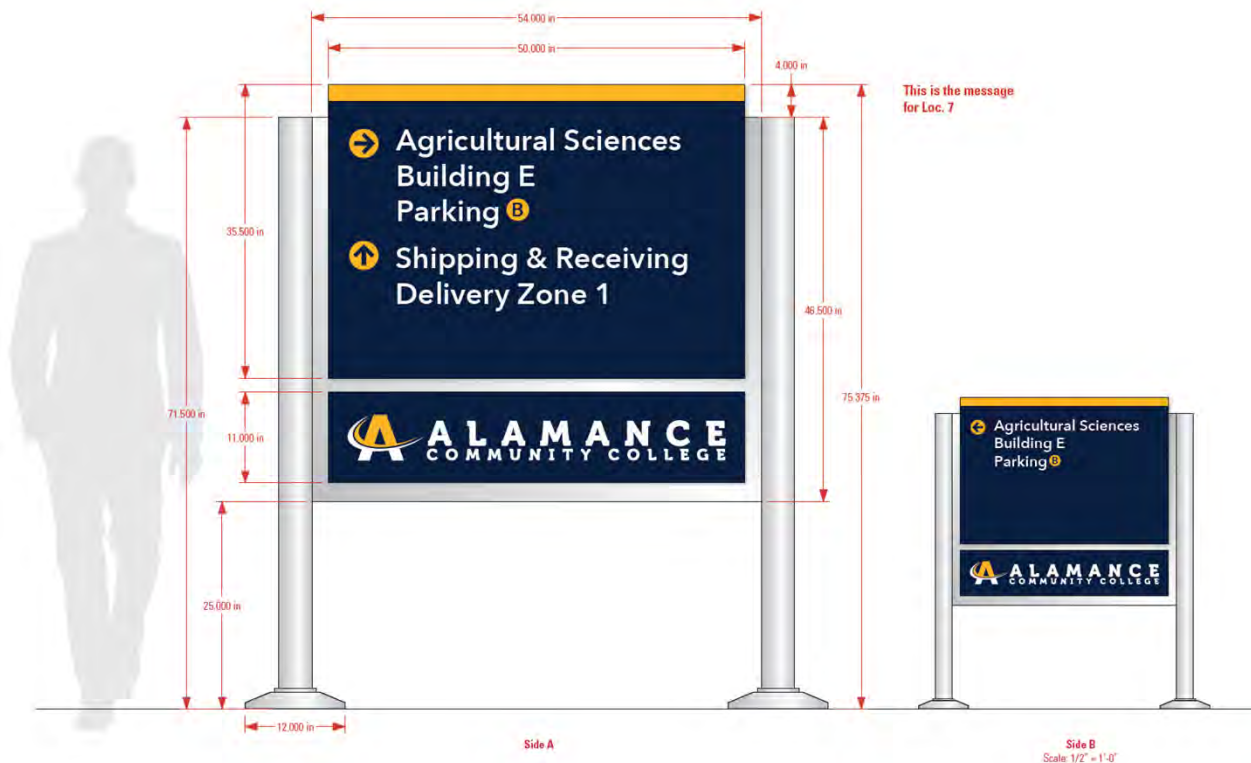 54.000 in
50.000 in
4.000 in
This is the message
for Loc. 7
Agricultural Sciences
Building E
Parking B
Shipping & Receiving
Delivery Zone 1
35.500 in
46.500 in
71.500 in
75.375 in
11.000 in
A ALAMANCE
COMMUNITY COLLEGE
25.000 in
12.000 in
Side A
Agricultural Sciences
Building E
Parking B
A ALAMANCE
COMMUNITY COLLEGE
Side B
Scale: 1/2" = 1'-0"